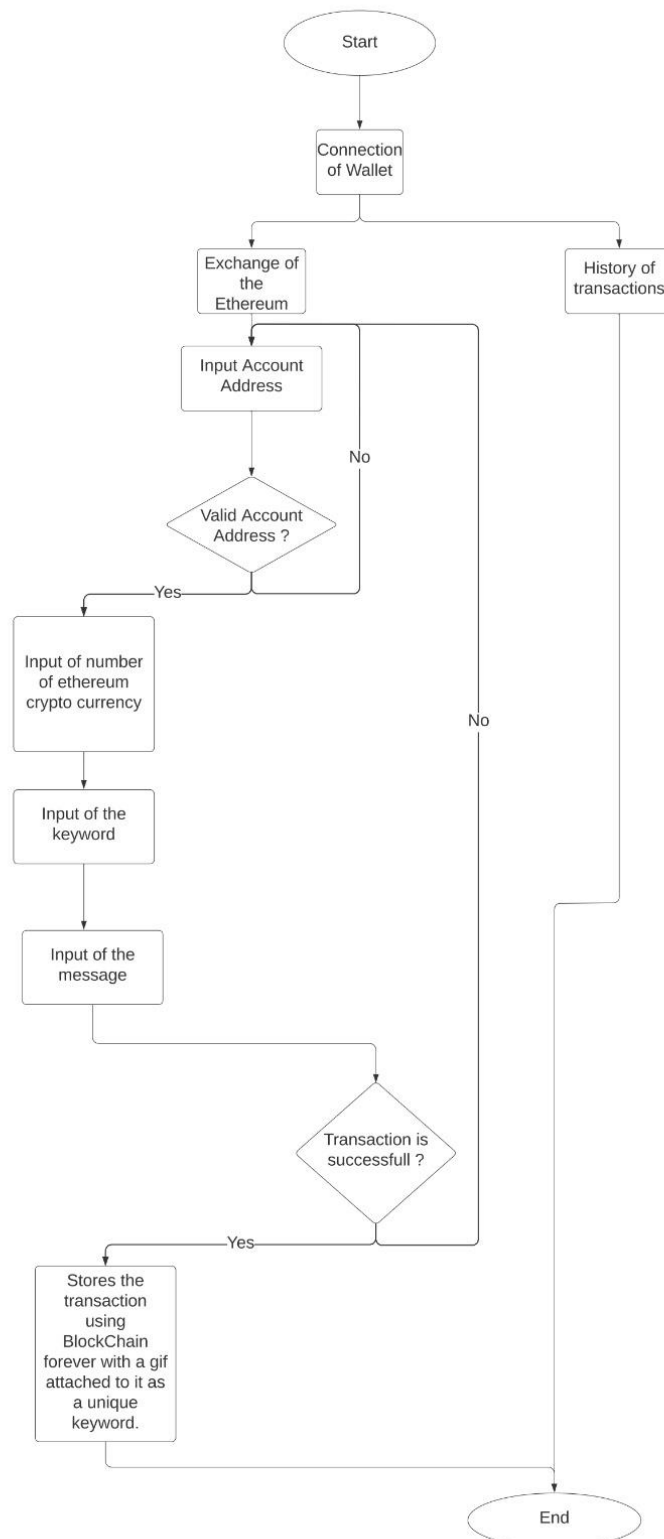 Start
Connection
of Wallet
Exchange of
the
Ethereum
History of
transactions
Input Account
Address
No
Valid Account
Address ?
Yes
Input of number
of ethereum
crypto currency
No
Input of the
keyword
Input of the
message
Transaction is
successfull ?
Yes
Stores the
transaction
using
BlockChain
forever with a gif
attached to it as
a unique
keyword.
End